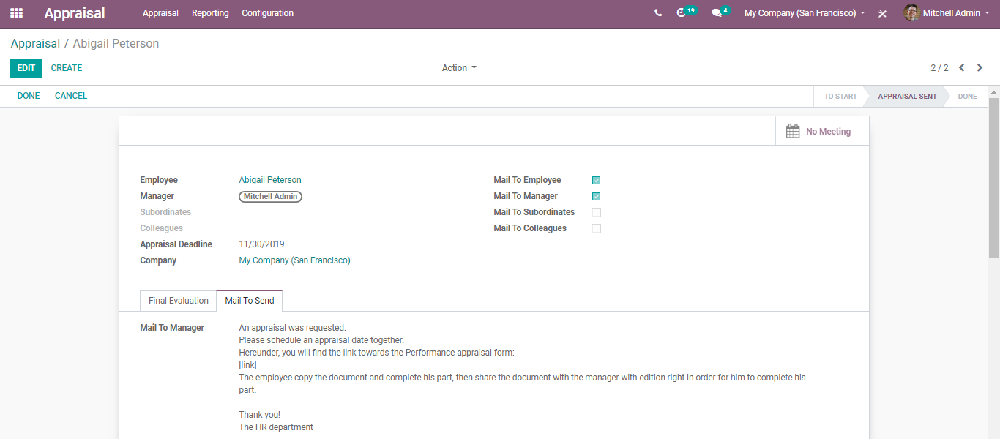 Appraisal Appraisal Reporting Configuration 19 4 My Company (San Francisco) Mitchell Admin
Appraisal / Abigail Peterson
EDIT CREATE Action 2 / 2
DONE CANCEL TO START APPRAISAL SENT DONE
No Meeting
Employee Abigail Peterson Mail To Employee
Manager Mitchell Admin Mail To Manager
Subordinates Mail To Subordinates
Colleagues Mail To Colleagues
Appraisal Deadline 11/30/2019
Company My Company (San Francisco)
Final Evaluation Mail To Send
Mail To Manager An appraisal was requested.
Please schedule an appraisal date together.
Hereunder, you will find the link towards the Performance appraisal form:
[link]
The employee copy the document and complete his part, then share the document with the manager with edition right in order for him to complete his
part.
Thank you!
The HR department